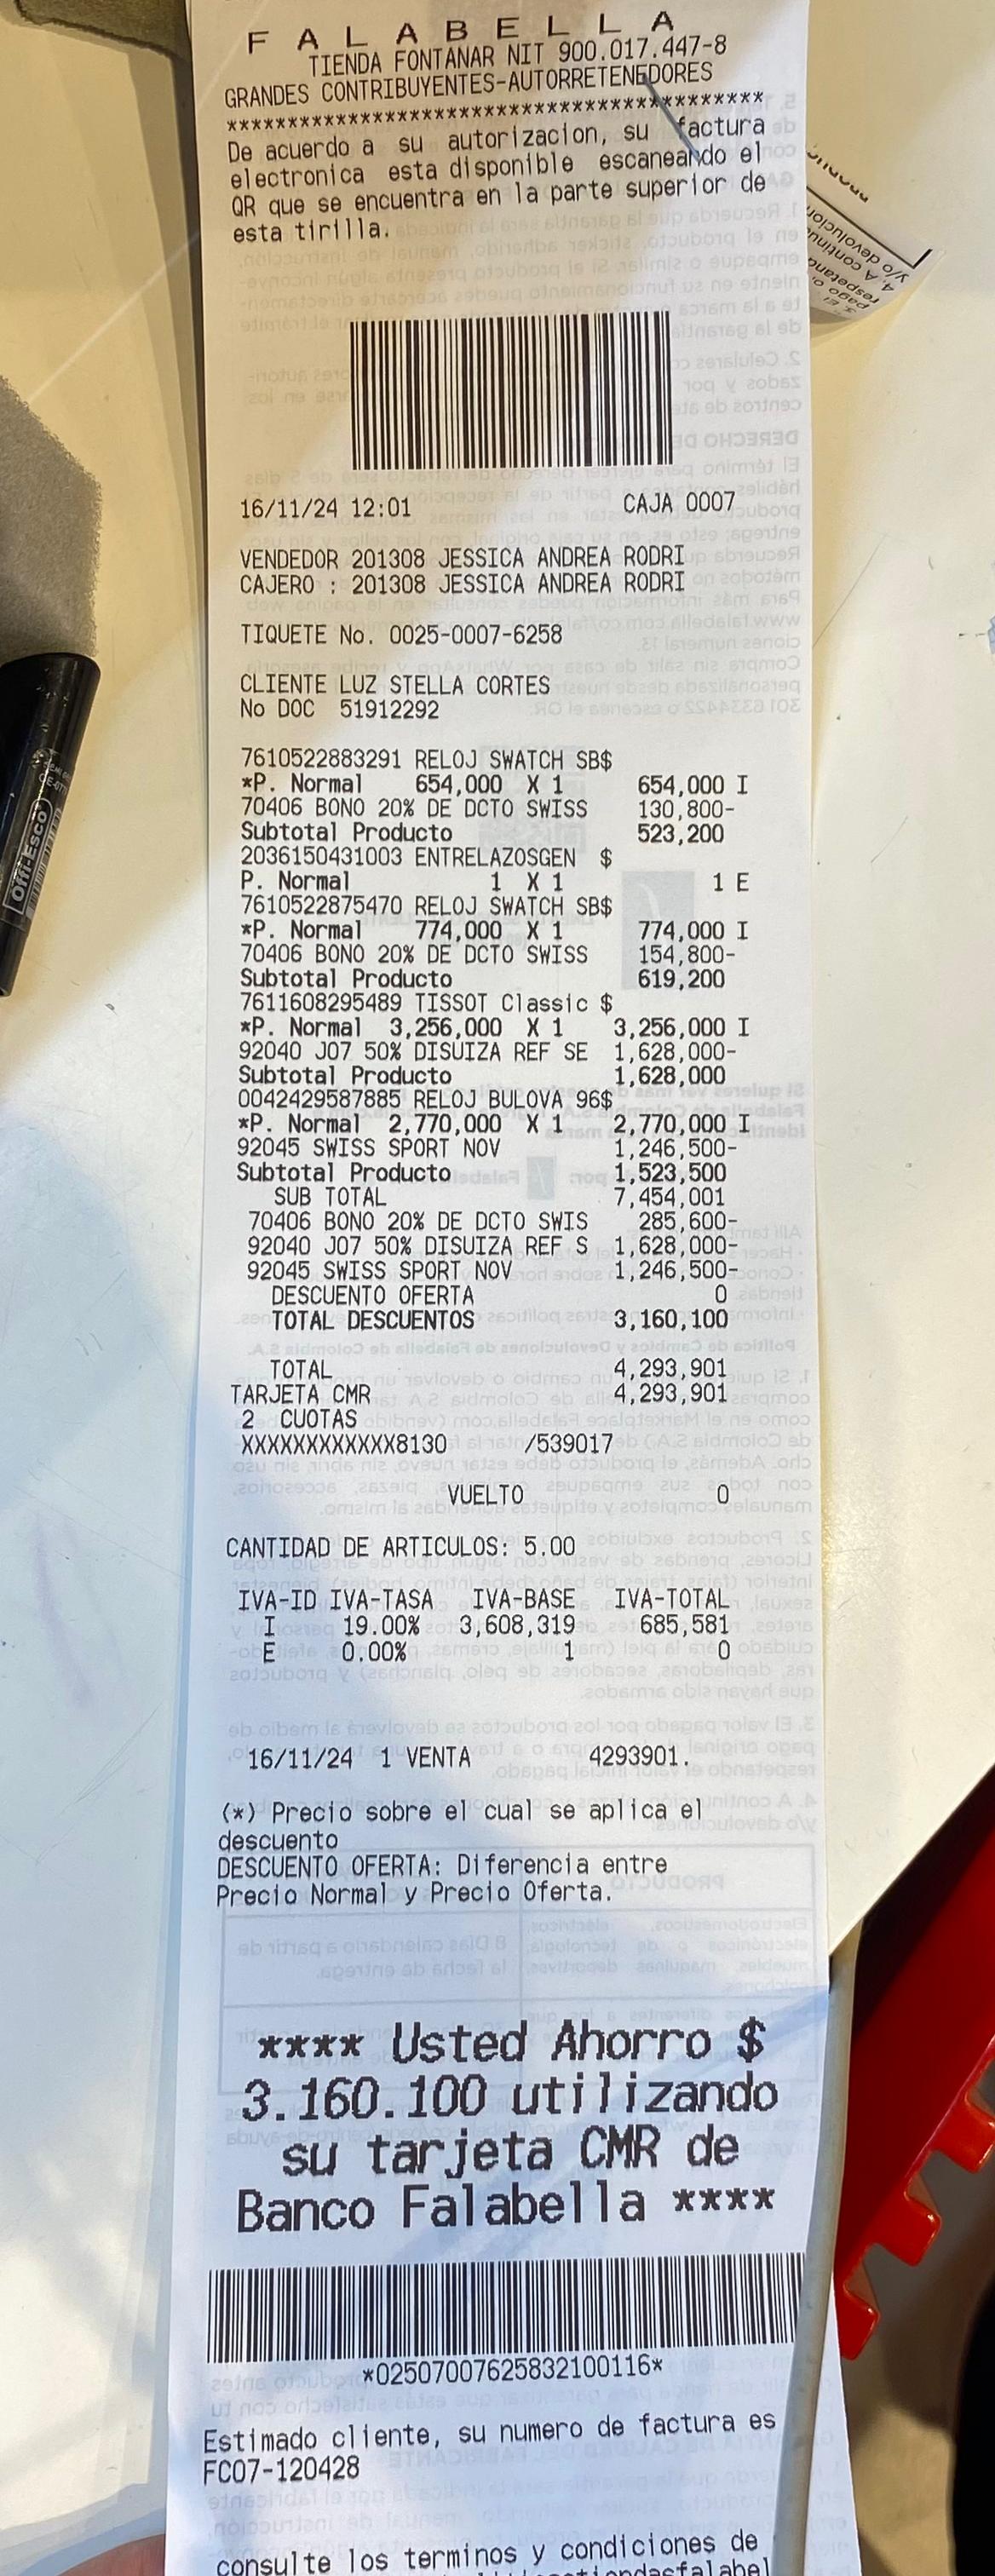 F A L A B E L L A
TIENDA FONTANAR NIT 900.017.447-8
GRANDES CONTRIBUYENTES-AUTORRETENEDORES
********************************************
De acuerdo a su autorizacion, su factura
electronica esta disponible escaneando el
QR que se encuentra en la parte superior de
esta tirilla.
16/11/24 12:01 CAJA 0007
VENDEDOR 201308 JESSICA ANDREA RODRI
CAJERO : 201308 JESSICA ANDREA RODRI
TIQUETE No. 0025-0007-6258
CLIENTE LUZ STELLA CORTES
No DOC 51912292
7610522883291 RELOJ SWATCH SB$
*P. Normal 654,000 X 1 654,000 I
70406 BONO 20% DE DCTO SWISS 130,800-
Subtotal Producto 523,200
2036150431003 ENTRELAZOSGEN $
P. Normal 1 X 1 1 E
7610522875470 RELOJ SWATCH SB$
*P. Normal 774,000 X 1 774,000 I
70406 BONO 20% DE DCTO SWISS 154,800-
Subtotal Producto 619,200
7611608295489 TISSOT Classic $
*P. Normal 3,256,000 X 1 3,256,000 I
92040 J07 50% DISUIZA REF SE 1,628,000-
Subtotal Producto 1,628,000
0042429587885 RELOJ BULOVA 96$
*P. Normal 2,770,000 X 1 2,770,000 I
92045 SWISS SPORT NOV 1,246,500-
Subtotal Producto 1,523,500
SUB TOTAL 7,454,001
70406 BONO 20% DE DCTO SWIS 285,600-
92040 J07 50% DISUIZA REF S 1,628,000-
92045 SWISS SPORT NOV 1,246,500-
DESCUENTO OFERTA 0
TOTAL DESCUENTOS 3,160,100
TOTAL 4,293,901
TARJETA CMR 4,293,901
2 CUOTAS
XXXXXXXXXXXX8130 /539017
VUELTO 0
CANTIDAD DE ARTICULOS: 5.00
IVA-ID IVA-TASA IVA-BASE IVA-TOTAL
I 19.00% 3,608,319 685,581
E 0.00% 1 0
16/11/24 1 VENTA 4293901.
(*) Precio sobre el cual se aplica el
descuento
DESCUENTO OFERTA: Diferencia entre
Precio Normal y Precio Oferta.
**** Usted Ahorro $
3.160.100 utilizando
su tarjeta CMR de
Banco Falabella ****
*02507007625832100116*
Estimado cliente, su numero de factura es
FC07-120428
consulte los terminos y condiciones de
Offi-Esco